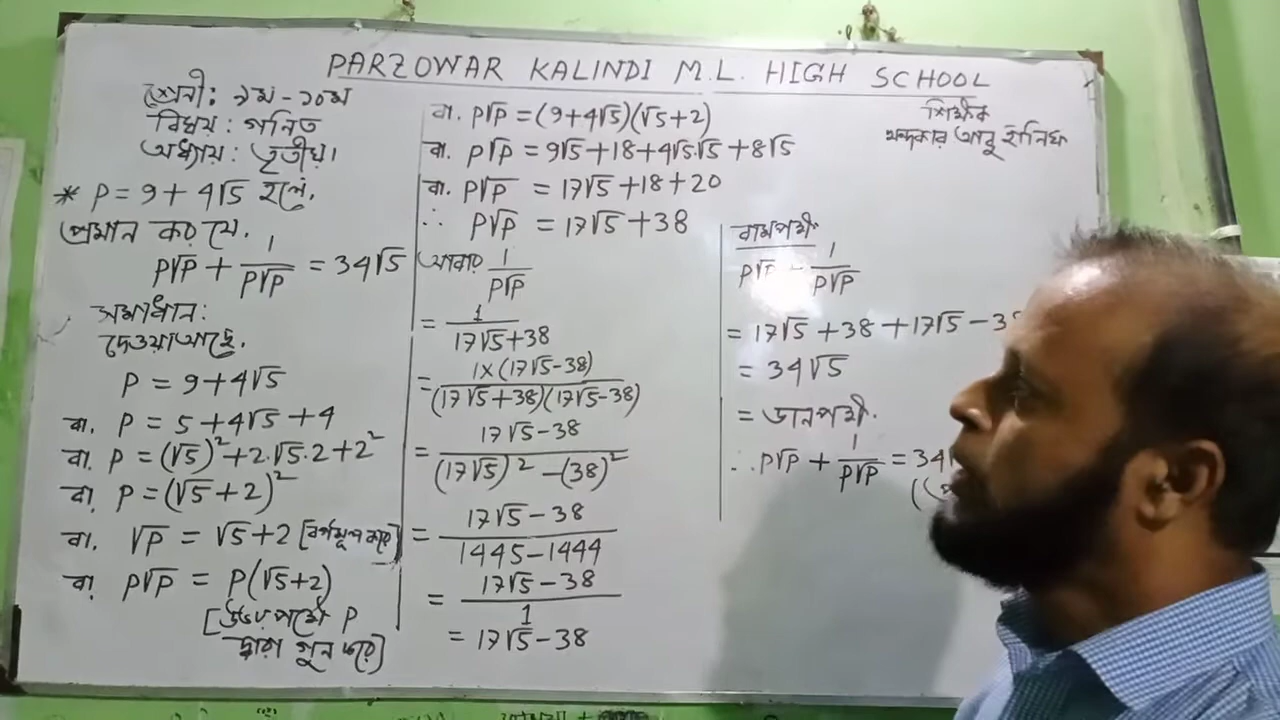 PARZOWAR KALINDI M.L. HIGH SCHOOL
শ্রেনী: ৯ম - ১০ম
বিষয় : গনিত
অধ্যায় : তৃতীয়।
* P = 9 + 4√5 হলে,
প্রমান কর যে,
P√P + 1/P√P = 34√5
সমাধান:
দেওয়া আছে,
P = 9 + 4√5
বা, P = 5 + 4√5 + 4
বা, P = (√5)² + 2.√5.2 + 2²
বা, P = (√5 + 2)²
বা, √P = √5 + 2 [বর্গমূল করে]
বা, P√P = P(√5+2)
[উভয় পক্ষে P
দ্বারা গুন করে]
বা, P√P = (9+4√5)(√5+2)
বা, P√P = 9√5+18+4√5.√5+8√5
বা, P√P = 17√5+18+20
∴ P√P = 17√5+38
আবার 1/P√P
= 1/17√5+38
= 1×(17√5-38)/(17√5+38)(17√5-38)
= 17√5-38/(17√5)²-(38)²
= 17√5-38/1445-1444
= 17√5-38/1
= 17√5-38
শিক্ষক
খন্দকার আবু হানিফ
বামপক্ষ
P√P + 1/P√P
= 17√5+38+17√5-38
= 34√5
= ডানপক্ষ.
∴ P√P + 1/P√P = 34